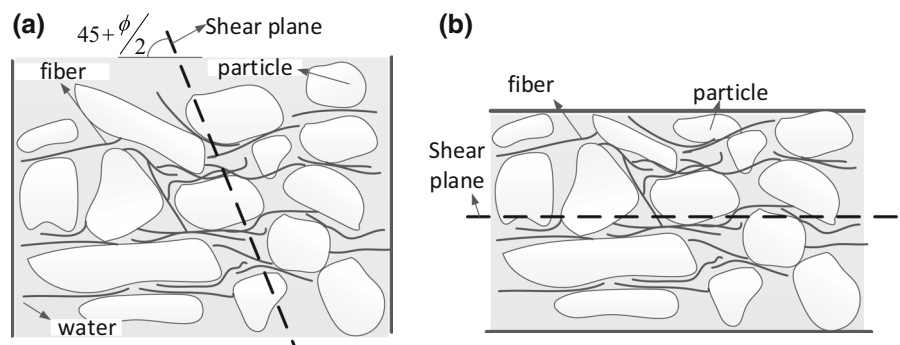 (a)
45+ϕ/2
Shear plane
fiber
particle
water
(b)
fiber
particle
Shear
plane